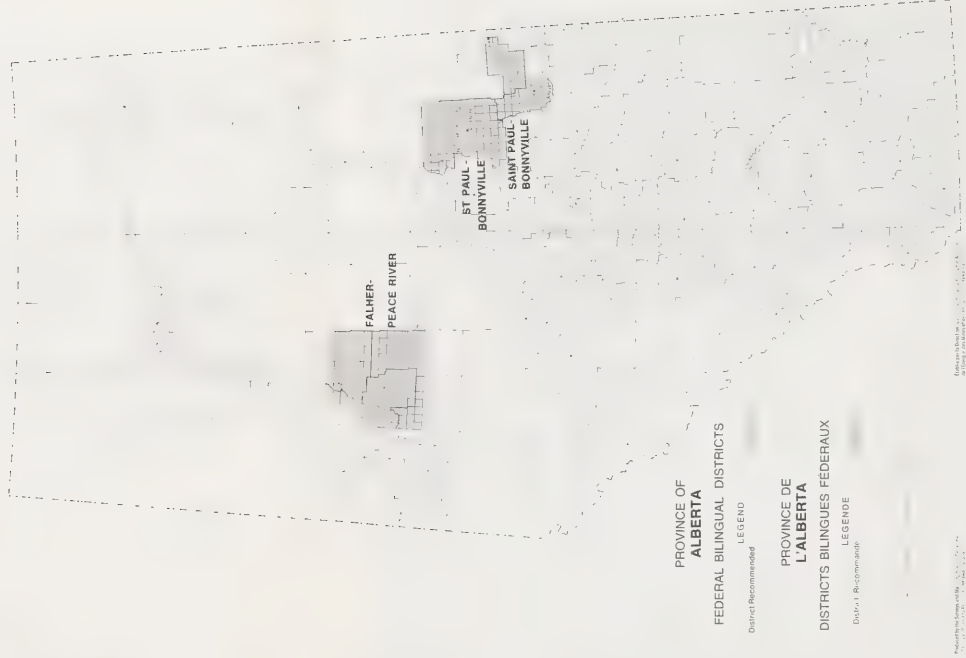 FALHER-
PEACE RIVER
ST PAUL -
BONNYVILLE
SAINT PAUL-
BONNYVILLE
PROVINCE OF
ALBERTA
FEDERAL BILINGUAL DISTRICTS
LEGEND
District Recommended
PROVINCE DE
L'ALBERTA
DISTRICTS BILINGUES FÉDÉRAUX
LÉGENDE
District Recommandé